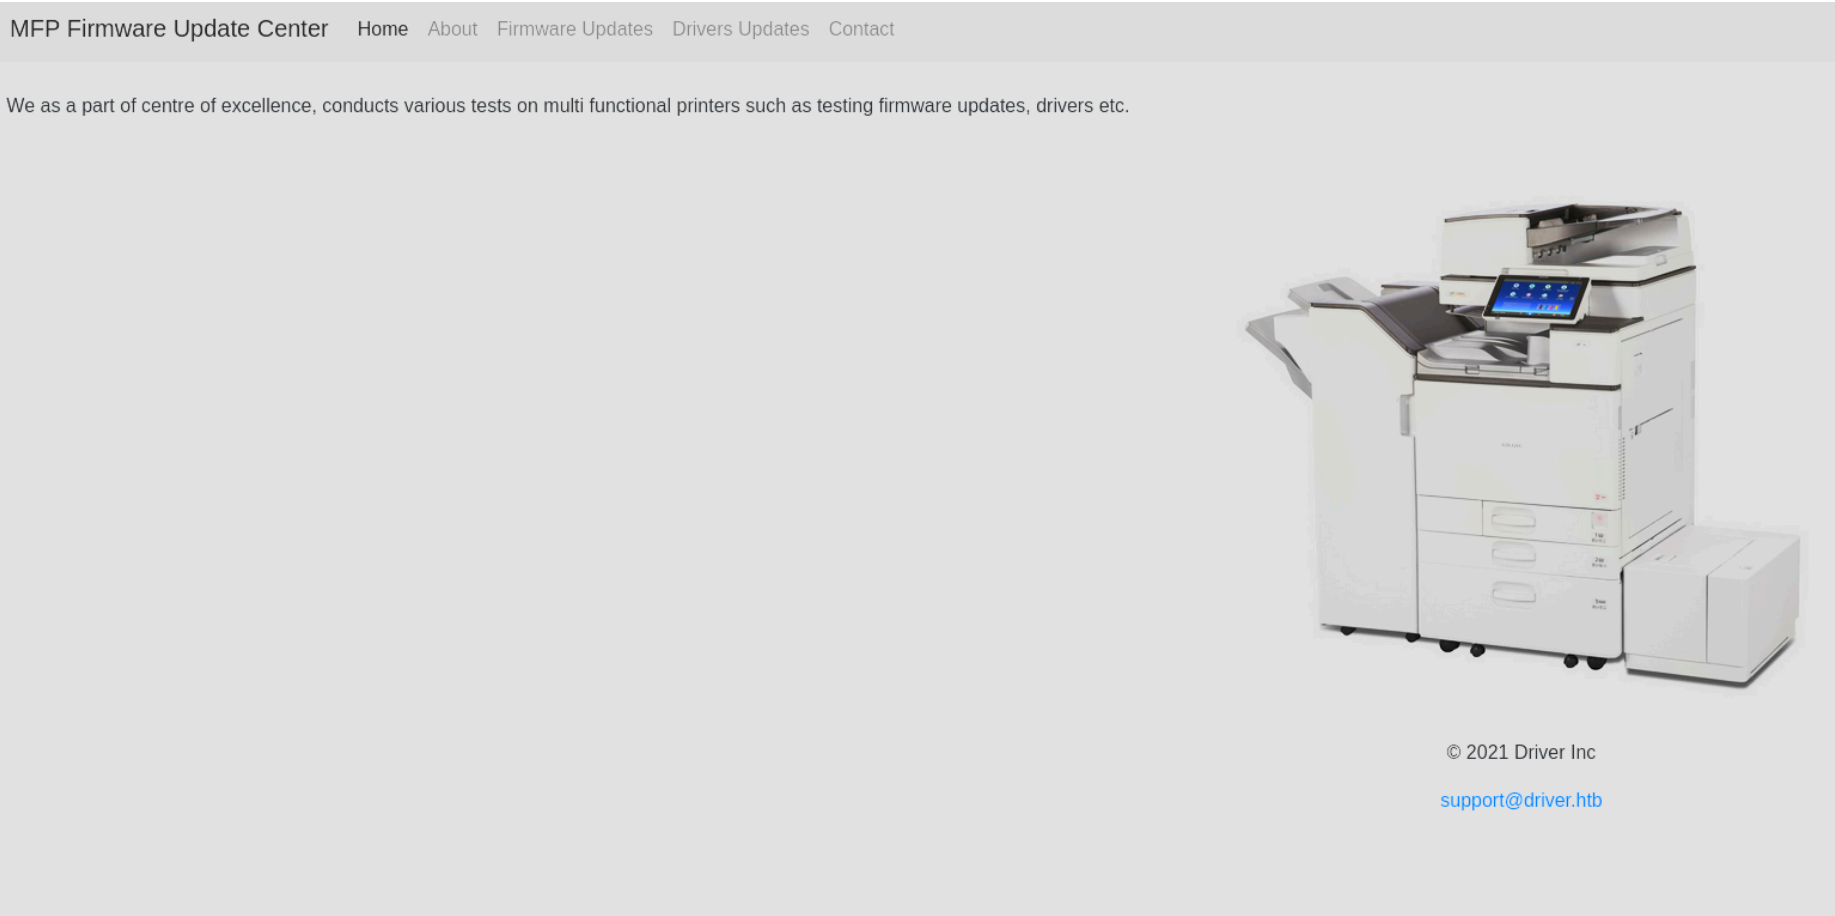 MFP Firmware Update Center Home About Firmware Updates Drivers Updates Contact
We as a part of centre of excellence, conducts various tests on multi functional printers such as testing firmware updates, drivers etc.
© 2021 Driver Inc
support@driver.htb